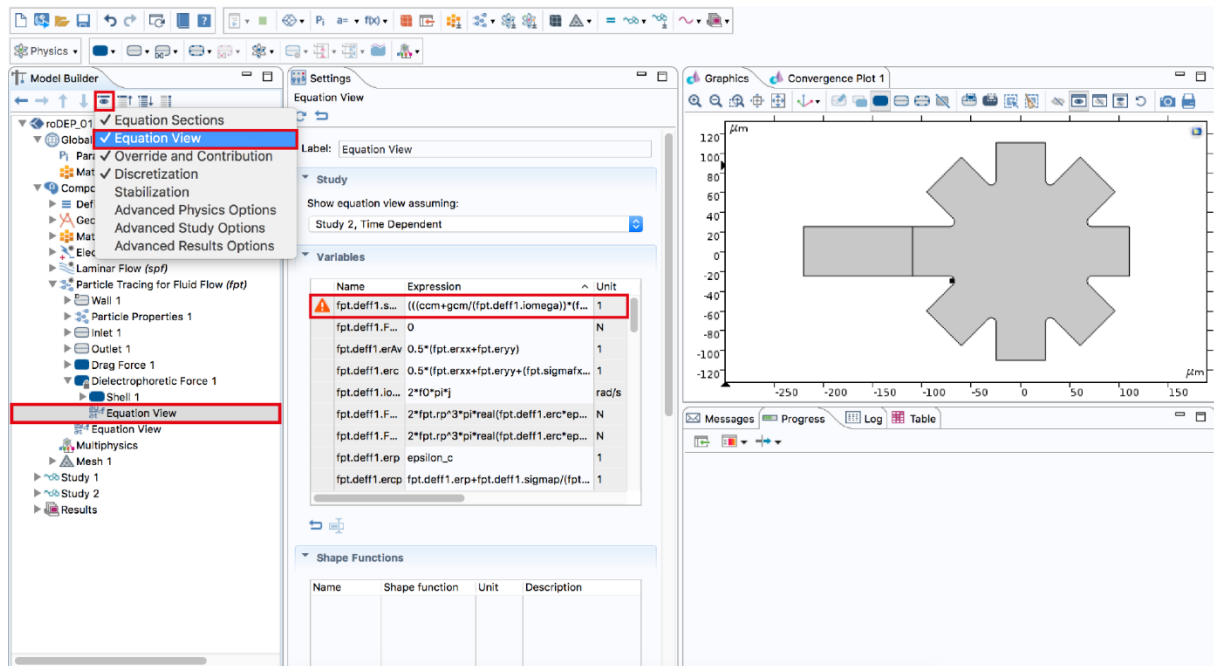 Pi a= f(x)
Physics
Model Builder
roDEP_01
Global
Pi Para
Mat
Compo
Def
Geo
Mat
Elec
Laminar Flow (spf)
Particle Tracing for Fluid Flow (fpt)
Wall 1
Particle Properties 1
Inlet 1
Outlet 1
Drag Force 1
Dielectrophoretic Force 1
Shell 1
Equation View
Equation View
Multiphysics
Mesh 1
Study 1
Study 2
Results
✓ Equation Sections
✓ Equation View
✓ Override and Contribution
✓ Discretization
Stabilization
Advanced Physics Options
Advanced Study Options
Advanced Results Options
Settings
Equation View
Label: Equation View
Study
Show equation view assuming:
Study 2, Time Dependent
Variables
Name Expression Unit
fpt.deff1.s... (((ccm+gcm/(fpt.deff1.iomega))*(f... 1
fpt.deff1.F... 0 N
fpt.deff1.erAv 0.5*(fpt.erxx+fpt.eryy) 1
fpt.deff1.erc 0.5*(fpt.erxx+fpt.eryy+(fpt.sigmafx... 1
fpt.deff1.io... 2*f0*pi*j rad/s
fpt.deff1.F... 2*fpt.rp^3*pi*real(fpt.deff1.erc*ep... N
fpt.deff1.F... 2*fpt.rp^3*pi*real(fpt.deff1.erc*ep... N
fpt.deff1.erp epsilon_c 1
fpt.deff1.ercp fpt.deff1.erp+fpt.deff1.sigmap/(fpt... 1
Shape Functions
Name Shape function Unit Description
Graphics Convergence Plot 1
µm
120
100
80
60
40
20
0
-20
-40
-60
-80
-100
-120
µm
-250 -200 -150 -100 -50 0 50 100 150
Messages Progress Log Table